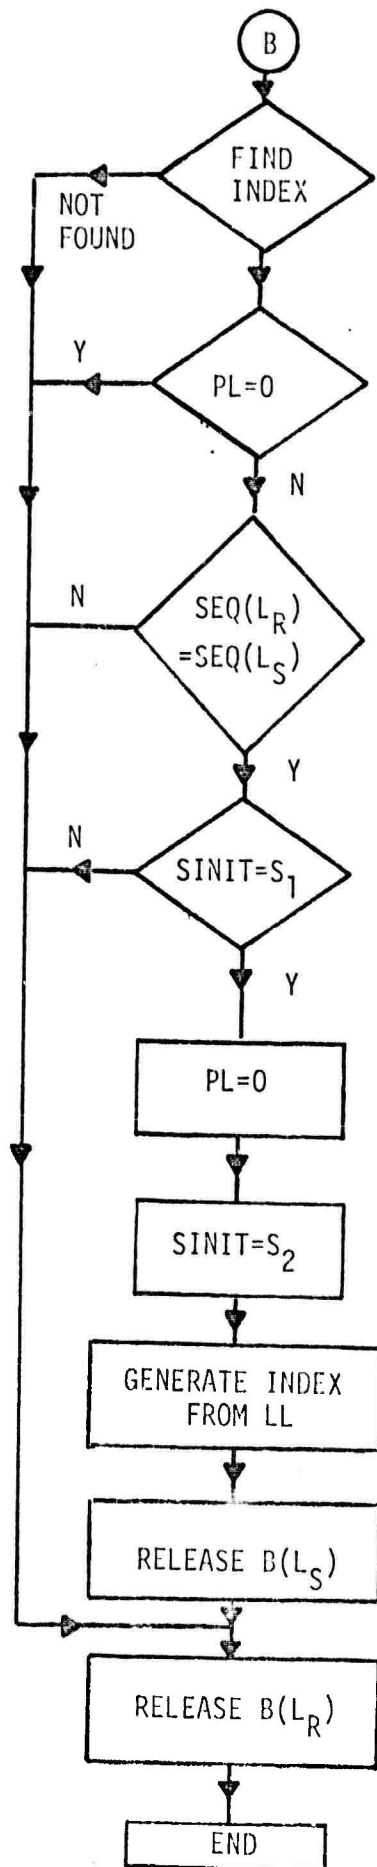 B
FIND
INDEX
NOT
FOUND
Y
PL=0
N
N
SEQ(L_R)
=SEQ(L_S)
Y
N
SINIT=S_1
Y
PL=0
SINIT=S_2
GENERATE INDEX
FROM LL
RELEASE B(L_S)
RELEASE B(L_R)
END